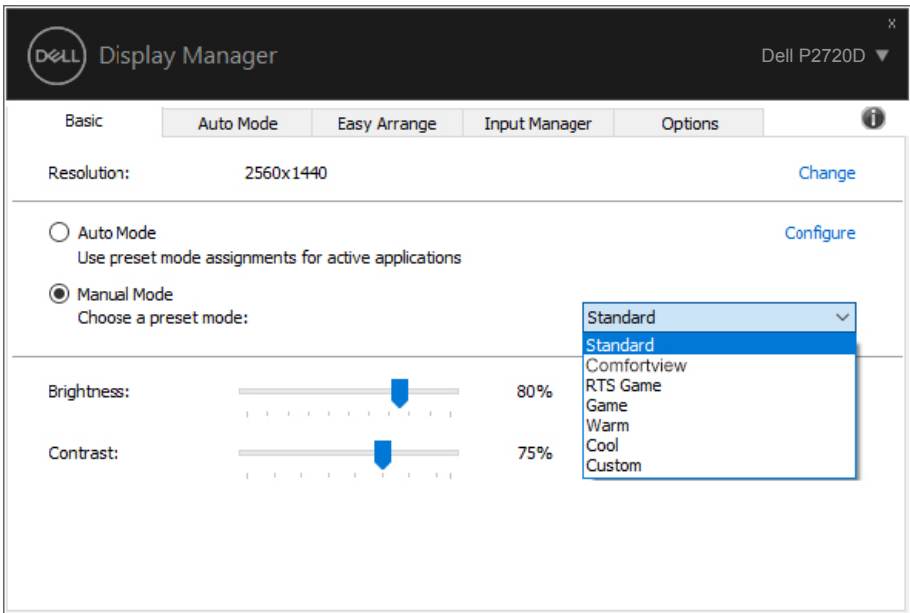 DELL Display Manager
x
Dell P2720D ▼
Basic Auto Mode Easy Arrange Input Manager Options
Resolution: 2560x1440 Change
Auto Mode Configure
Use preset mode assignments for active applications
Manual Mode
Choose a preset mode: Standard
Standard
Comfortview
RTS Game
Game
Warm
Cool
Custom
Brightness: 80%
Contrast: 75%